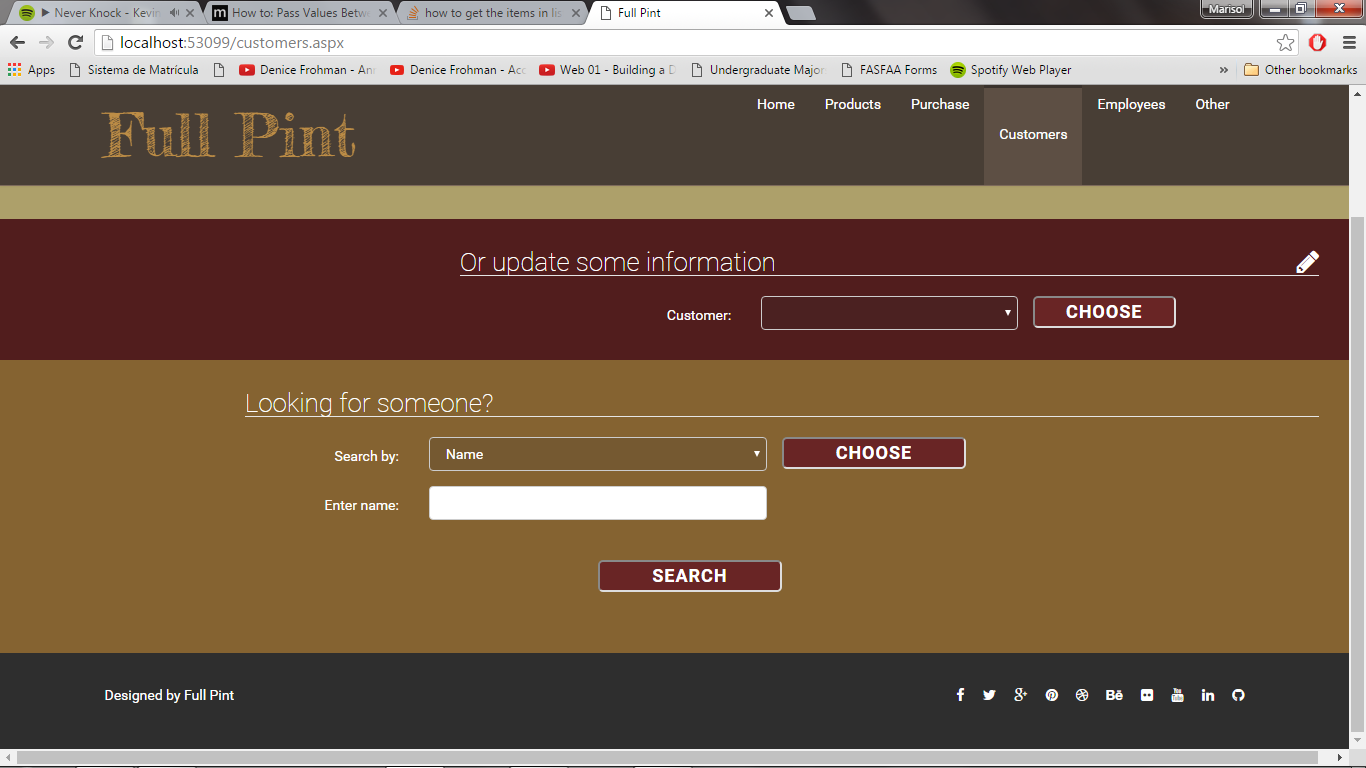 Never Knock - Kevin
How to: Pass Values Betwe
how to get the items in lis
Full Pint
Marisol
localhost:53099/customers.aspx
Apps
Sistema de Matrícula
Denice Frohman - Ann
Denice Frohman - Acc
Web 01 - Building a D
Undergraduate Major
FASFAA Forms
Spotify Web Player
» Other bookmarks
Full Pint
Home Products Purchase Customers Employees Other
Or update some information
Customer: CHOOSE
Looking for someone?
Search by: Name CHOOSE
Enter name:
SEARCH
Designed by Full Pint